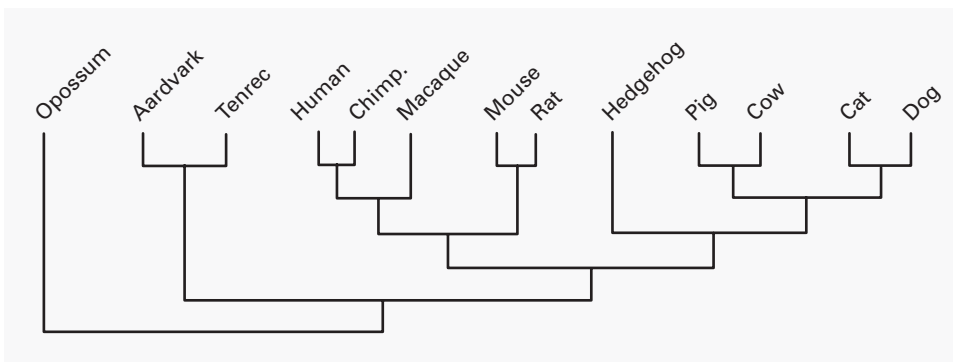 Opossum
Aardvark
Tenrec
Human
Chimp.
Macaque
Mouse
Rat
Hedgehog
Pig
Cow
Cat
Dog